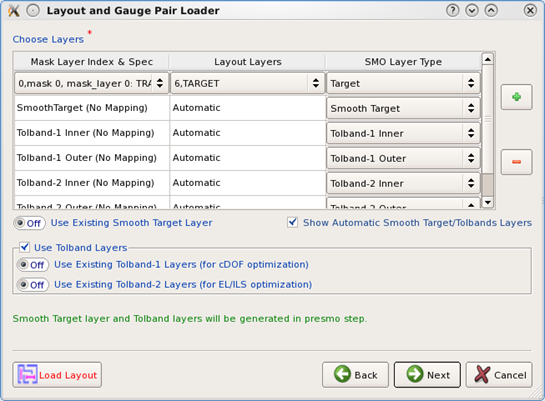 Layout and Gauge Pair Loader
Choose Layers *
Mask Layer Index & Spec Layout Layers SMO Layer Type
0,mask 0, mask_layer 0: TRA 6,TARGET Target
SmoothTarget (No Mapping) Automatic Smooth Target
Tolband-1 Inner (No Mapping) Automatic Tolband-1 Inner
Tolband-1 Outer (No Mapping) Automatic Tolband-1 Outer
Tolband-2 Inner (No Mapping) Automatic Tolband-2 Inner
Tolband-2 Outer (No Mapping) Automatic Tolband-2 Outer
Off Use Existing Smooth Target Layer Show Automatic Smooth Target/Tolbands Layers
Use Tolband Layers
Off Use Existing Tolband-1 Layers (for cDOF optimization)
Off Use Existing Tolband-2 Layers (for EL/ILS optimization)
Smooth Target layer and Tolband layers will be generated in presmo step.
Load Layout Back Next Cancel